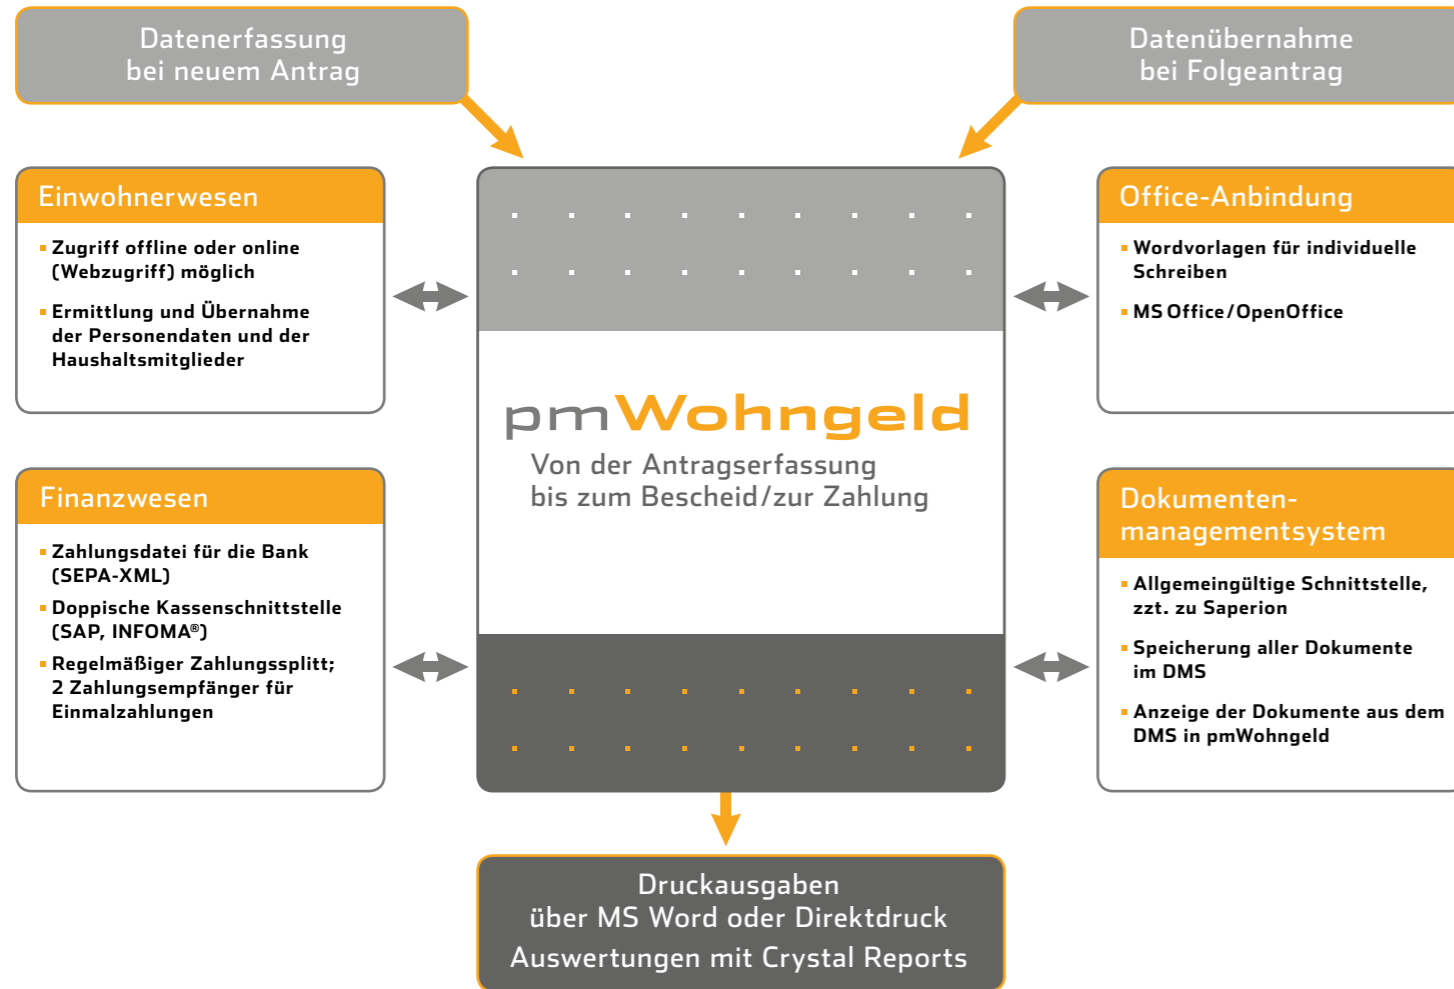 Datenerfassung
bei neuem Antrag
Datenübernahme
bei Folgeantrag
Einwohnerwesen
Zugriff offline oder online
(Webzugriff) möglich
Ermittlung und Übernahme
der Personendaten und der
Haushaltsmitglieder
Finanzwesen
Zahlungsdatei für die Bank
(SEPA-XML)
Doppische Kassenschnittstelle
(SAP, INFOMA®)
Regelmäßiger Zahlungssplitt;
2 Zahlungsempfänger für
Einmalzahlungen
pmWohngeld
Von der Antragserfassung
bis zum Bescheid/zur Zahlung
Office-Anbindung
Wordvorlagen für individuelle
Schreiben
MS Office/OpenOffice
Dokumenten-
managementsystem
Allgemeingültige Schnittstelle,
zzt. zu Saperion
Speicherung aller Dokumente
im DMS
Anzeige der Dokumente aus dem
DMS in pmWohngeld
Druckausgaben
über MS Word oder Direktdruck
Auswertungen mit Crystal Reports